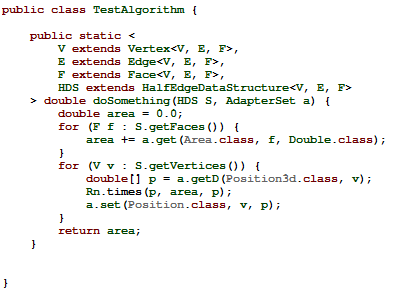 public class TestAlgorithm {
public static <
V extends Vertex<V, E, F>,
E extends Edge<V, E, F>,
F extends Face<V, E, F>,
HDS extends HalfEdgeDataStructure<V, E, F>
> double doSomething(HDS S, AdapterSet a) {
double area = 0.0;
for (F f : S.getFaces()) {
area += a.get(Area.class, f, Double.class);
}
for (V v : S.getVertices()) {
double[] p = a.getD(Position3d.class, v);
Rn.times(p, area, p);
a.set(Position.class, v, p);
}
return area;
}
}